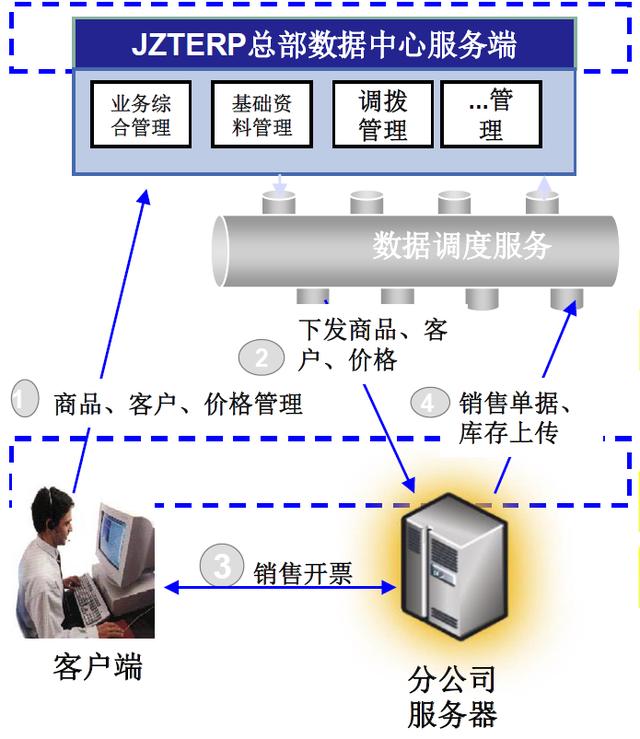 JZTERP总部数据中心服务端
业务综
合管理
基础资
料管理
调拨
管理
...管
理
数据调度服务
2
下发商品、客
户、价格
1
商品、客户、价格管理
4
销售单据、
库存上传
3
销售开票
客户端
分公司
服务器